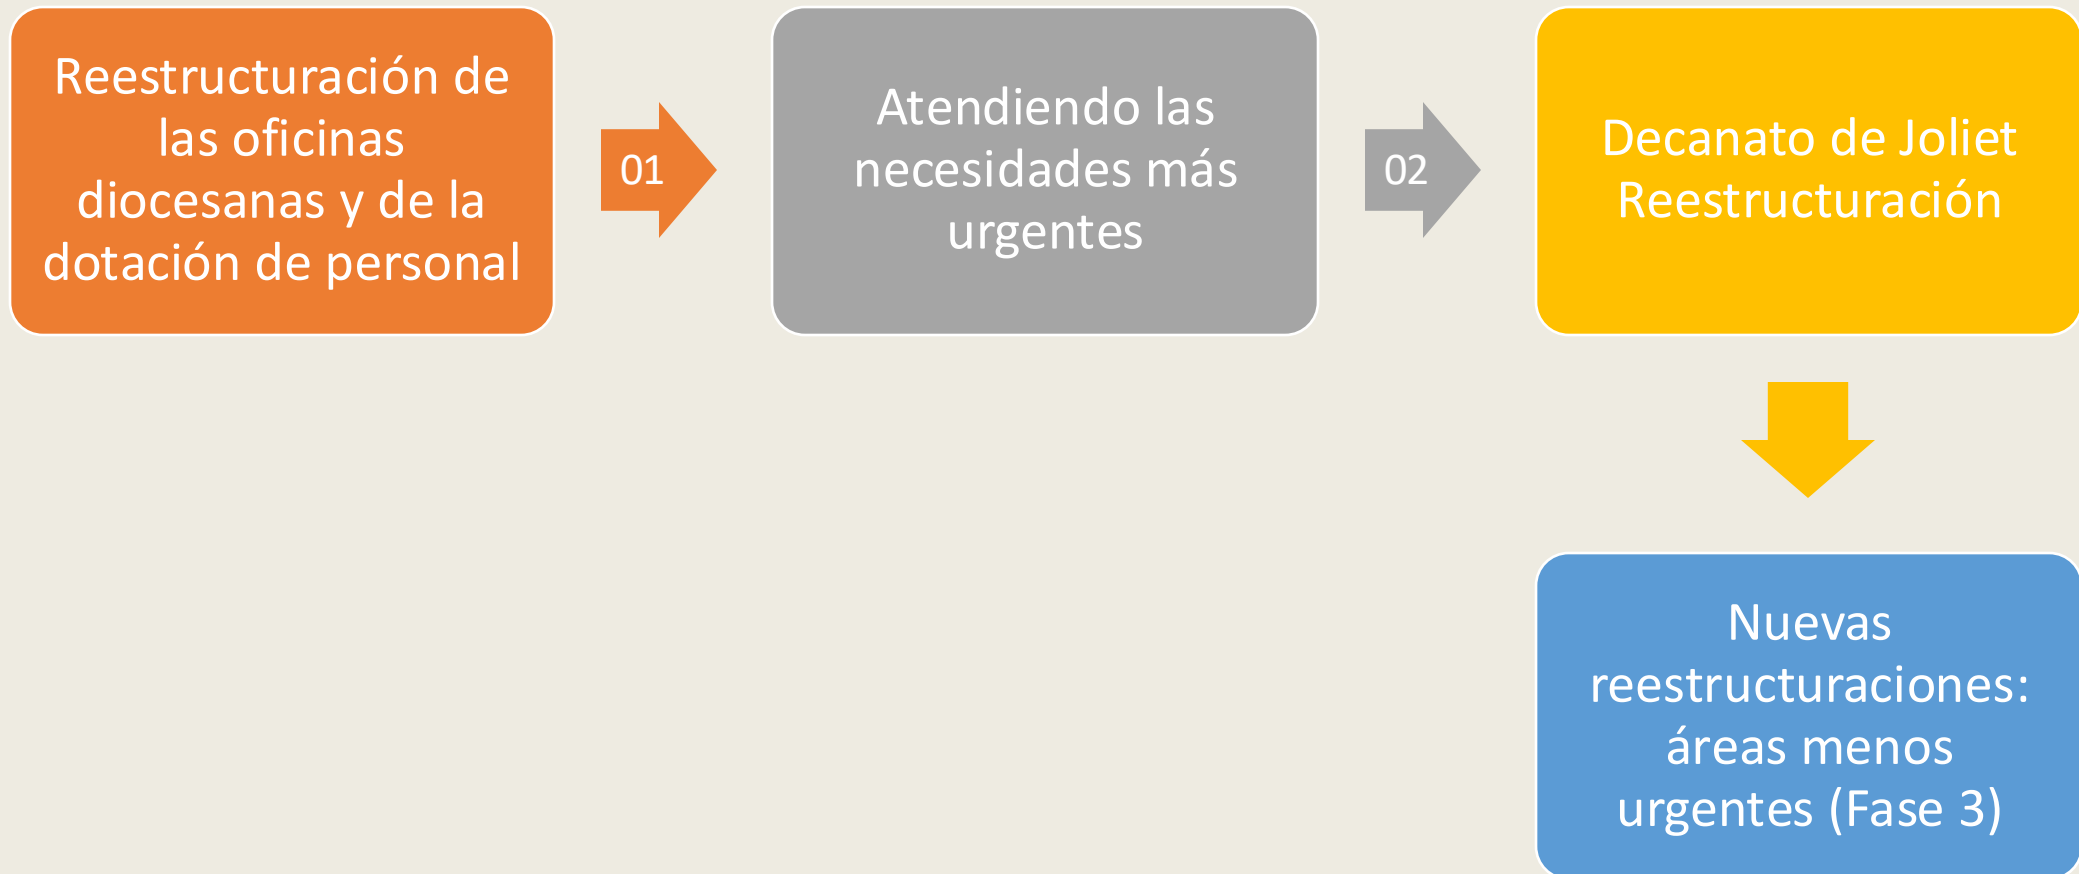 Reestructuración de
las oficinas
diocesanas y de la
dotación de personal
01
Atendiendo las
necesidades más
urgentes
02
Decanato de Joliet
Reestructuración
Nuevas
reestructuraciones:
áreas menos
urgentes (Fase 3)